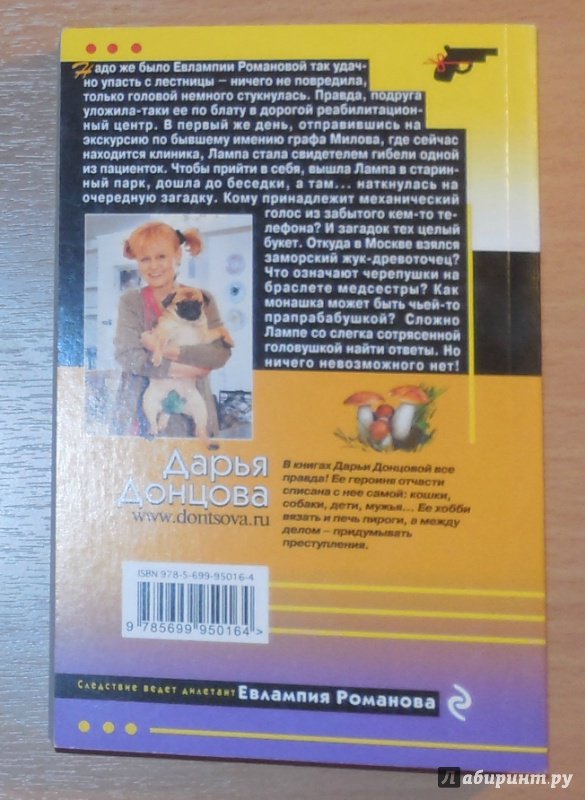 Надо же было Евлампии Романовой так удач-
но упасть с лестницы – ничего не повредила,
только головой немного стукнулась. Правда, подруга
уложила-таки ее по блату в дорогой реабилитацион-
ный центр. В первый же день, отправившись на
экскурсию по бывшему имению графа Милова, где сейчас
находится клиника, Лампа стала свидетелем гибели одной
из пациенток. Чтобы прийти в себя, вышла Лампа в старин-
ный парк, дошла до беседки, а там... наткнулась на
очередную загадку. Кому принадлежит механический
голос из забытого кем-то те-
лефона? И загадок тех целый
букет. Откуда в Москве взялся
заморский жук-древоточец?
Что означают черепушки на
браслете медсестры? Как
монашка может быть чьей-то
прапрабабушкой? Сложно
Лампе со слегка сотрясенной
головушкой найти ответы. Но
ничего невозможного нет!
Дарья
Донцова
www.dontsova.ru
В книгах Дарьи Донцовой все
правда! Ее героиня отчасти
списана с нее самой: кошки,
собаки, дети, мужья... Ее хобби
вязать и печь пироги, а между
делом – придумывать
преступления.
ISBN 978-5-699-95016-4
9 785699 950164 >
Следствие ведет дилетант Евлампия Романова
Лабиринт.ру